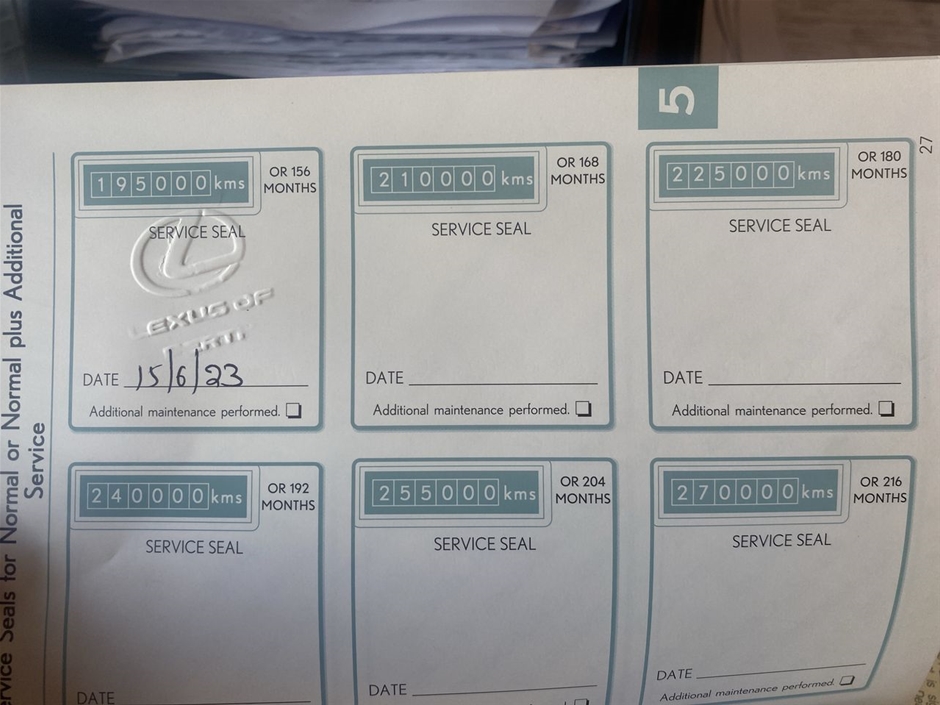 5
27
Service Seals for Normal or Normal plus Additional
Service
195000 kms
OR 156
MONTHS
SERVICE SEAL
LEXUS OF
DATE 15/6/23
Additional maintenance performed.
210000 kms
OR 168
MONTHS
SERVICE SEAL
DATE
Additional maintenance performed.
225000 kms
OR 180
MONTHS
SERVICE SEAL
DATE
Additional maintenance performed.
240000 kms
OR 192
MONTHS
SERVICE SEAL
DATE
255000 kms
OR 204
MONTHS
SERVICE SEAL
DATE
270000 kms
OR 216
MONTHS
SERVICE SEAL
DATE
Additional maintenance performed.